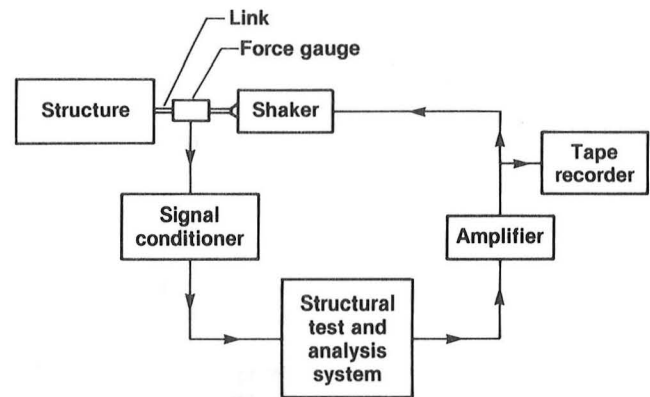 Link
Force gauge
Structure
Shaker
Tape
recorder
Signal
conditioner
Amplifier
Structural
test and
analysis
system